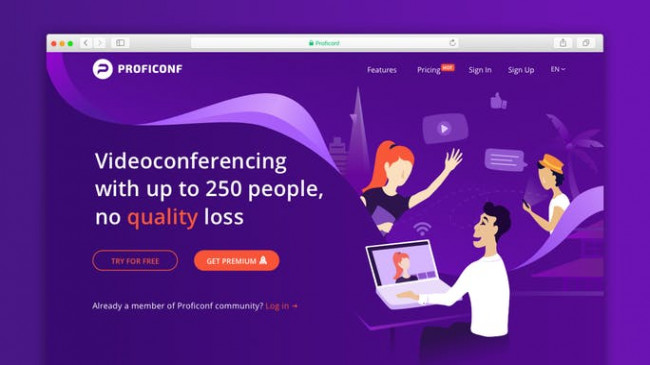 Proficonf
PROFICONF
Features
Pricing
HOT
Sign In
Sign Up
EN
Videoconferencing
with up to 250 people,
no quality loss
TRY FOR FREE
GET PREMIUM
Already a member of Proficonf community? Log in →